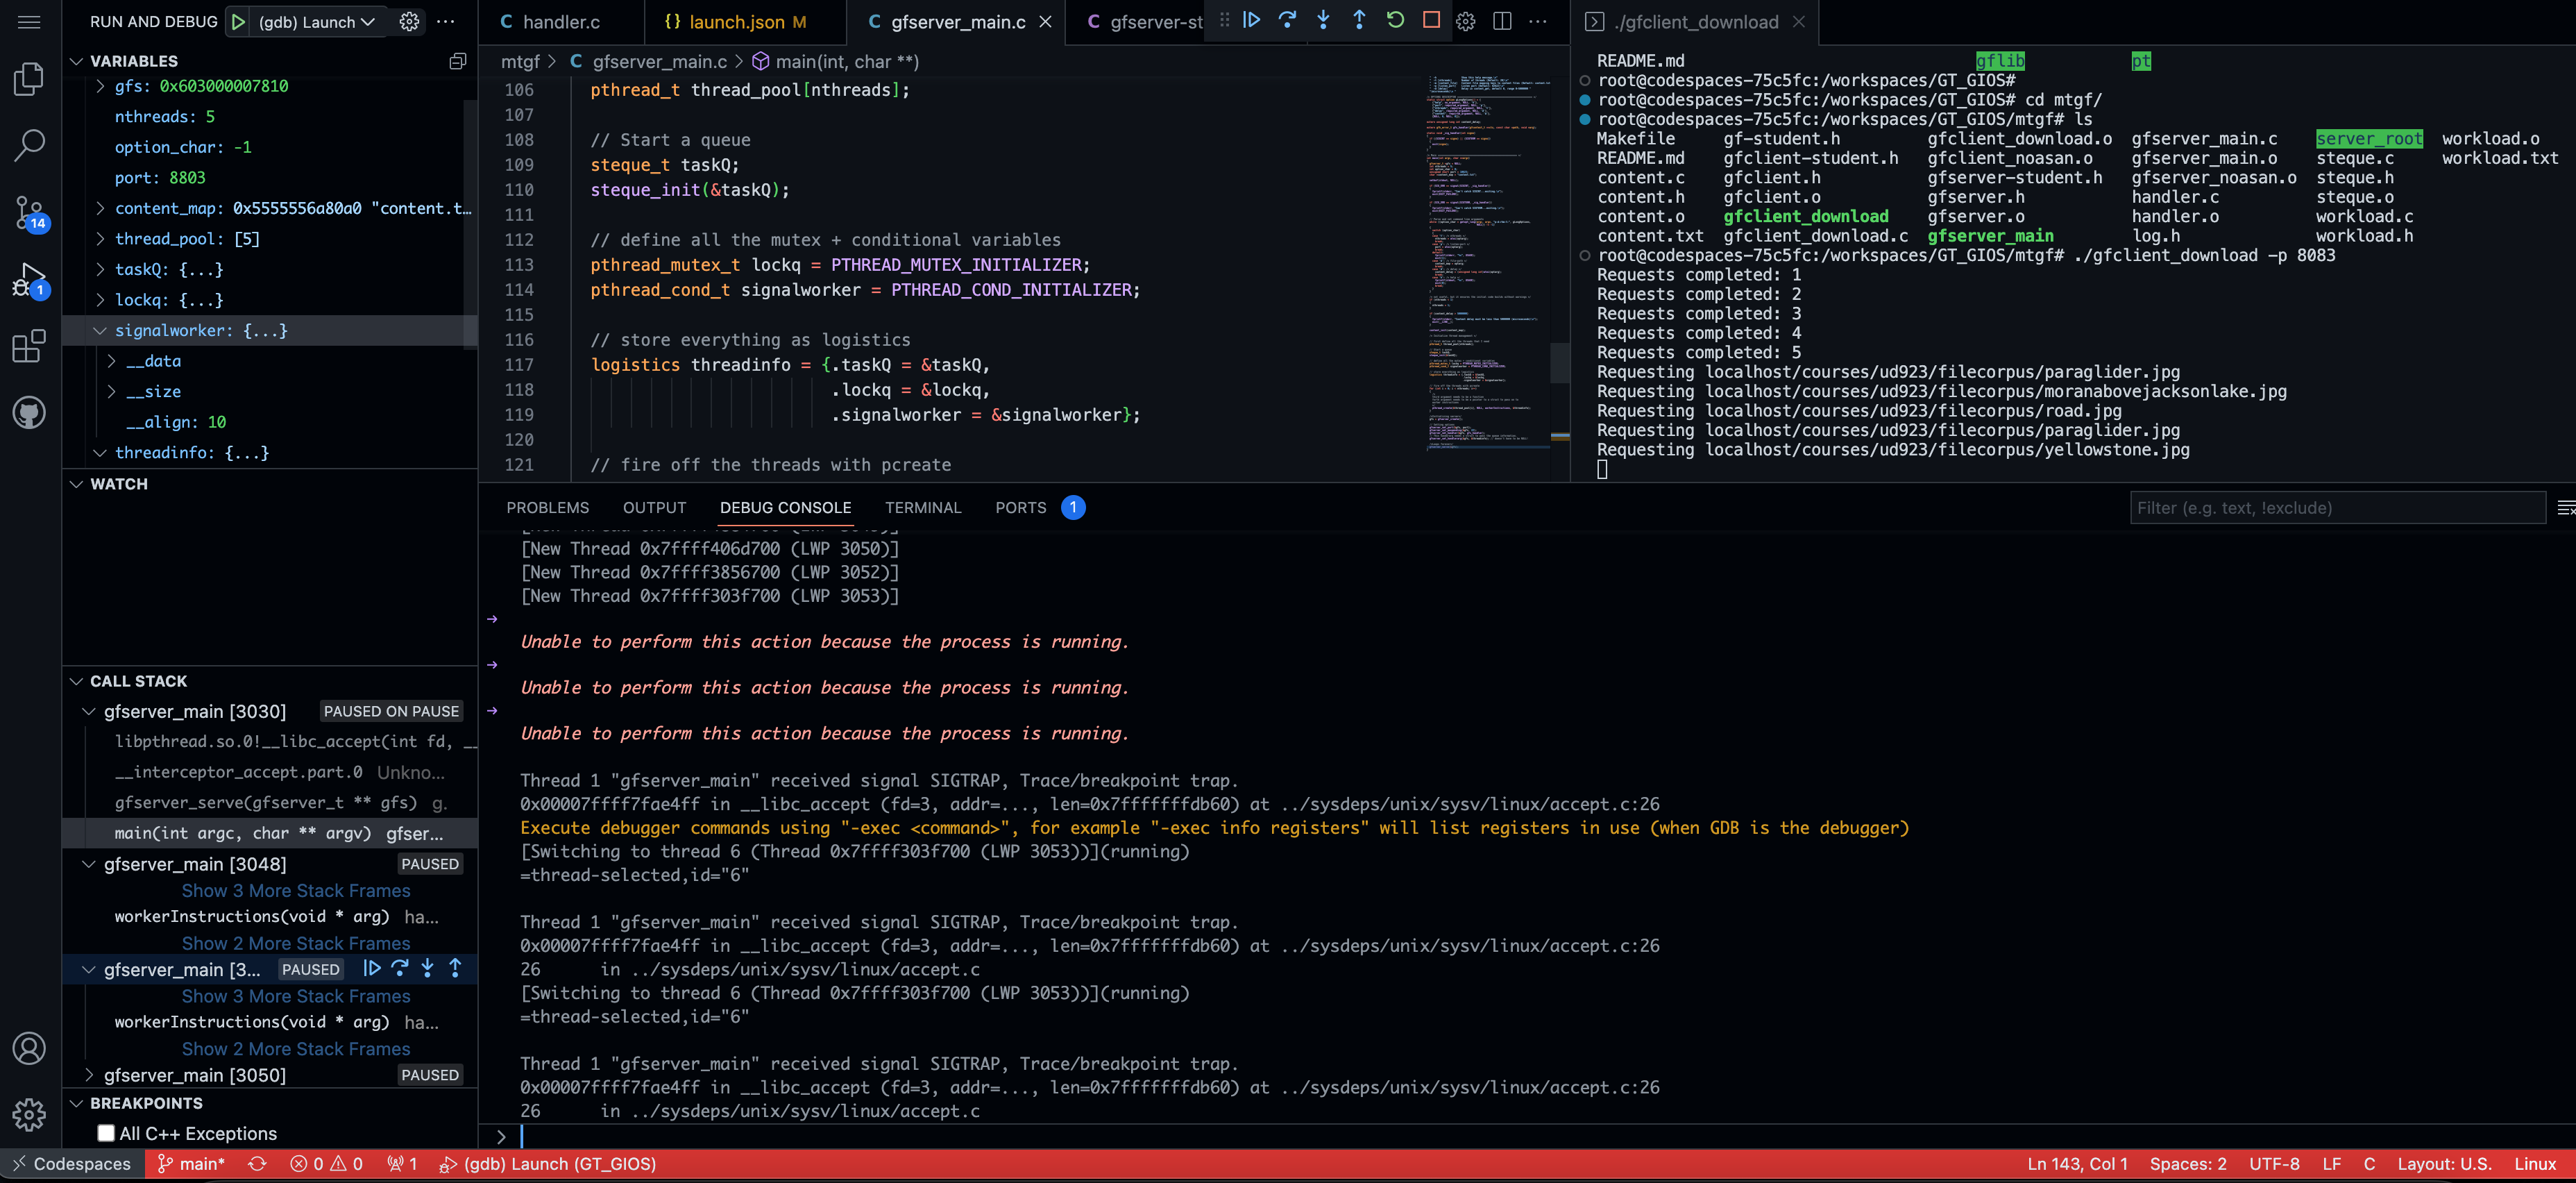 RUN AND DEBUG (gdb) Launch
VARIABLES
gfs: 0x603000007810
nthreads: 5
option_char: -1
port: 8803
content_map: 0x5555556a80a0 "content.t...
thread_pool: [5]
taskQ: {...}
lockq: {...}
signalworker: {...}
__data
__size
__align: 10
threadinfo: {...}
WATCH
CALL STACK
gfserver_main [3030] PAUSED ON PAUSE
libpthread.so.0!__libc_accept(int fd, __
__interceptor_accept.part.0 Unkno...
gfserver_serve(gfserver_t ** gfs) g.
main(int argc, char ** argv) gfser...
gfserver_main [3048] PAUSED
Show 3 More Stack Frames
workerInstructions(void * arg) ha...
Show 2 More Stack Frames
gfserver_main [3... PAUSED
Show 3 More Stack Frames
workerInstructions(void * arg) ha...
Show 2 More Stack Frames
gfserver_main [3050] PAUSED
BREAKPOINTS
All C++ Exceptions
14
1
C handler.c
{} launch.json M
C gfserver_main.c
C gfserver-st
mtgf > C gfserver_main.c > main(int, char **)
106 pthread_t thread_pool[nthreads];
107
108 // Start a queue
109 steque_t taskQ;
110 steque_init(&taskQ);
111
112 // define all the mutex + conditional variables
113 pthread_mutex_t lockq = PTHREAD_MUTEX_INITIALIZER;
114 pthread_cond_t signalworker = PTHREAD_COND_INITIALIZER;
115
116 // store everything as logistics
117 logistics threadinfo = {.taskQ = &taskQ,
118 .lockq = &lockq,
119 .signalworker = &signalworker};
120
121 // fire off the threads with pcreate
./gfclient_download
README.md gflib pt
root@codespaces-75c5fc:/workspaces/GT_GIOS#
root@codespaces-75c5fc:/workspaces/GT_GIOS# cd mtgf/
root@codespaces-75c5fc:/workspaces/GT_GIOS/mtgf# ls
Makefile gf-student.h gfclient_download.o gfserver_main.c server_root workload.o
README.md gfclient-student.h gfclient_noasan.o gfserver_main.o steque.c workload.txt
content.c gfclient.h gfserver-student.h gfserver_noasan.o steque.h
content.h gfclient.o gfserver.h handler.c steque.o
content.o gfclient_download gfserver.o handler.o workload.c
content.txt gfclient_download.c gfserver_main log.h workload.h
root@codespaces-75c5fc:/workspaces/GT_GIOS/mtgf# ./gfclient_download -p 8083
Requests completed: 1
Requests completed: 2
Requests completed: 3
Requests completed: 4
Requests completed: 5
Requesting localhost/courses/ud923/filecorpus/paraglider.jpg
Requesting localhost/courses/ud923/filecorpus/moranabovejacksonlake.jpg
Requesting localhost/courses/ud923/filecorpus/road.jpg
Requesting localhost/courses/ud923/filecorpus/paraglider.jpg
Requesting localhost/courses/ud923/filecorpus/yellowstone.jpg
PROBLEMS OUTPUT DEBUG CONSOLE TERMINAL PORTS 1
Filter (e.g. text, !exclude)
[New Thread 0x7ffff406d700 (LWP 3050)]
[New Thread 0x7ffff3856700 (LWP 3052)]
[New Thread 0x7ffff303f700 (LWP 3053)]
Unable to perform this action because the process is running.
Unable to perform this action because the process is running.
Unable to perform this action because the process is running.
Thread 1 "gfserver_main" received signal SIGTRAP, Trace/breakpoint trap.
0x00007ffff7fae4ff in __libc_accept (fd=3, addr=..., len=0x7fffffffdb60) at ../sysdeps/unix/sysv/linux/accept.c:26
Execute debugger commands using "-exec <command>", for example "-exec info registers" will list registers in use (when GDB is the debugger)
[Switching to thread 6 (Thread 0x7ffff303f700 (LWP 3053))](running)
=thread-selected,id="6"
Thread 1 "gfserver_main" received signal SIGTRAP, Trace/breakpoint trap.
0x00007ffff7fae4ff in __libc_accept (fd=3, addr=..., len=0x7fffffffdb60) at ../sysdeps/unix/sysv/linux/accept.c:26
26 in ../sysdeps/unix/sysv/linux/accept.c
[Switching to thread 6 (Thread 0x7ffff303f700 (LWP 3053))](running)
=thread-selected,id="6"
Thread 1 "gfserver_main" received signal SIGTRAP, Trace/breakpoint trap.
0x00007ffff7fae4ff in __libc_accept (fd=3, addr=..., len=0x7fffffffdb60) at ../sysdeps/unix/sysv/linux/accept.c:26
26 in ../sysdeps/unix/sysv/linux/accept.c
Codespaces main* 0 0 1 (gdb) Launch (GT_GIOS) Ln 143, Col 1 Spaces: 2 UTF-8 LF C Layout: U.S. Linux